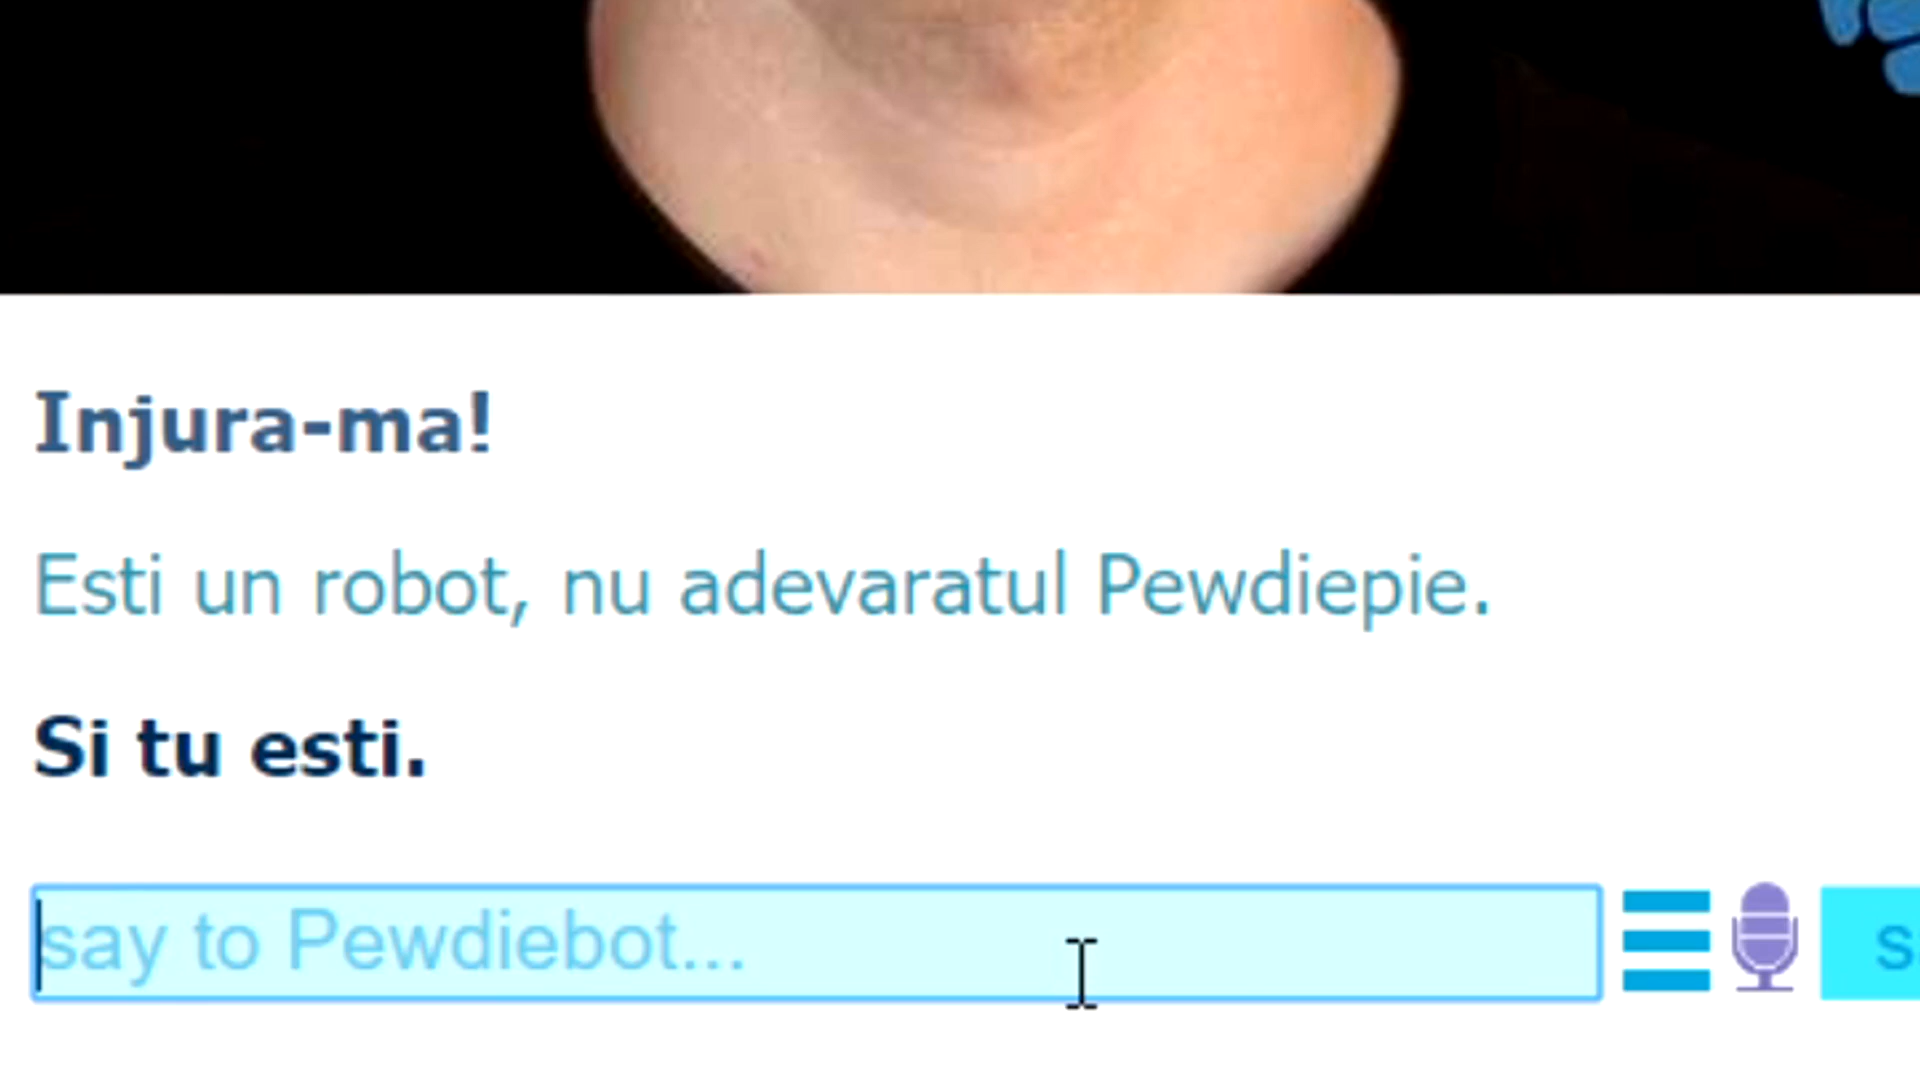 Injura-ma!
Esti un robot, nu adevaratul Pewdiepie.
Si tu esti.
say to Pewdiebot...